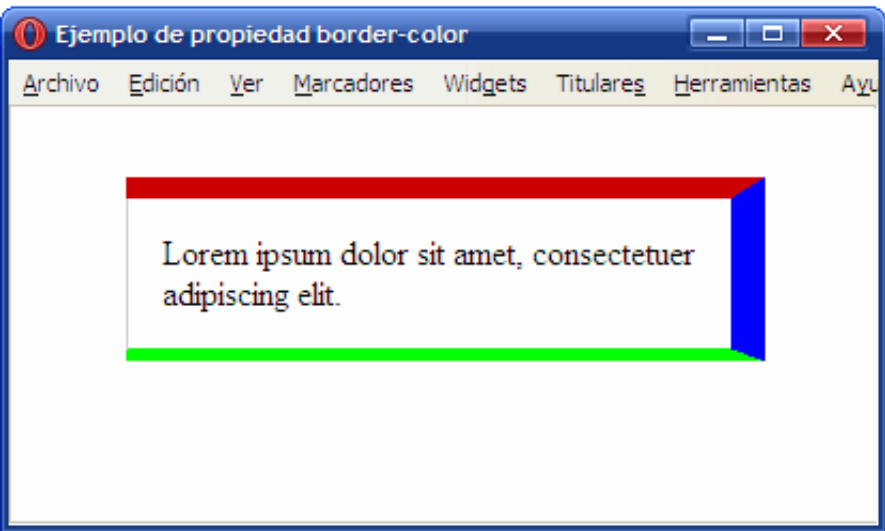 Ejemplo de propiedad border-color
Archivo Edición Ver Marcadores Widgets Titulares Herramientas Ayu
Lorem ipsum dolor sit amet, consectetuer
adipiscing elit.